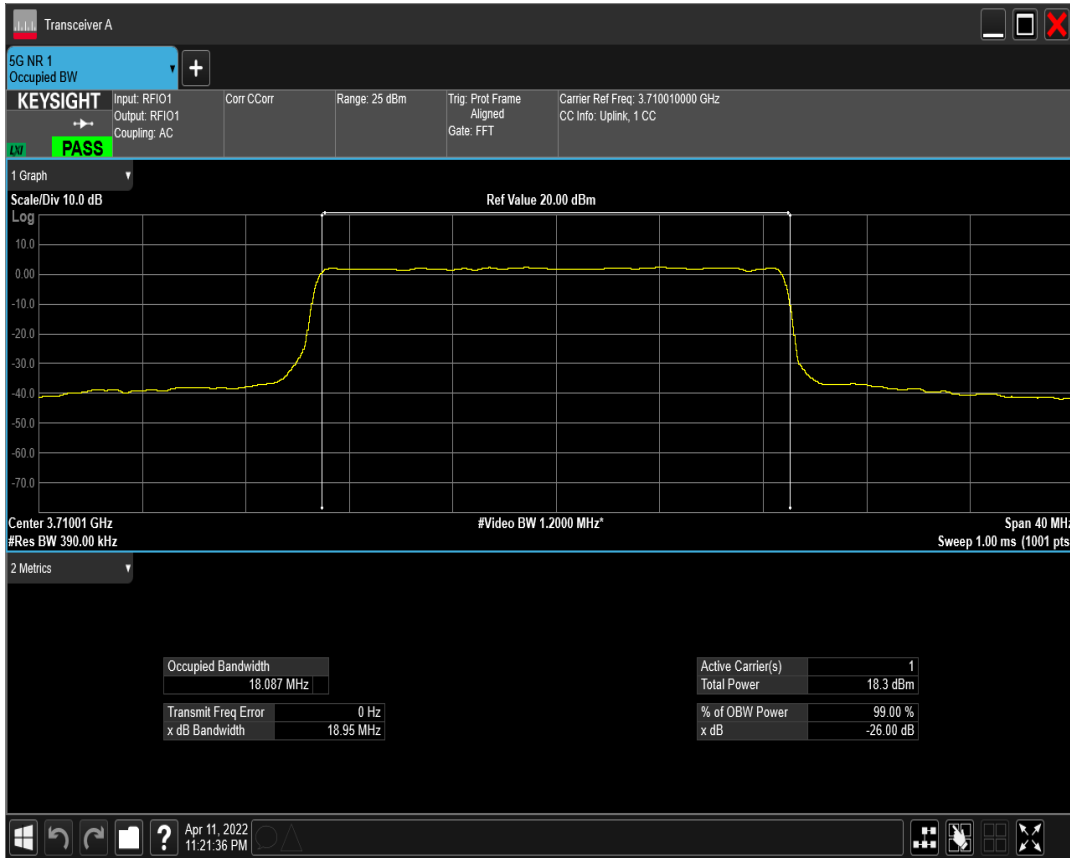 Transceiver A
5G NR 1
Occupied BW
KEYSIGHT
Input: RFIO1
Output: RFIO1
Coupling: AC
Corr CCorr
Range: 25 dBm
Trig: Prot Frame
Aligned
Gate: FFT
Carrier Ref Freq: 3.710010000 GHz
CC Info: Uplink, 1 CC
LXI
PASS
1 Graph
Scale/Div 10.0 dB
Ref Value 20.00 dBm
Log
10.0
0.00
-10.0
-20.0
-30.0
-40.0
-50.0
-60.0
-70.0
Center 3.71001 GHz
#Video BW 1.2000 MHz*
Span 40 MHz
#Res BW 390.00 kHz
Sweep 1.00 ms (1001 pts
2 Metrics
Occupied Bandwidth
18.087 MHz
Transmit Freq Error 0 Hz
x dB Bandwidth 18.95 MHz
Active Carrier(s) 1
Total Power 18.3 dBm
% of OBW Power 99.00 %
x dB -26.00 dB
Apr 11, 2022
11:21:36 PM